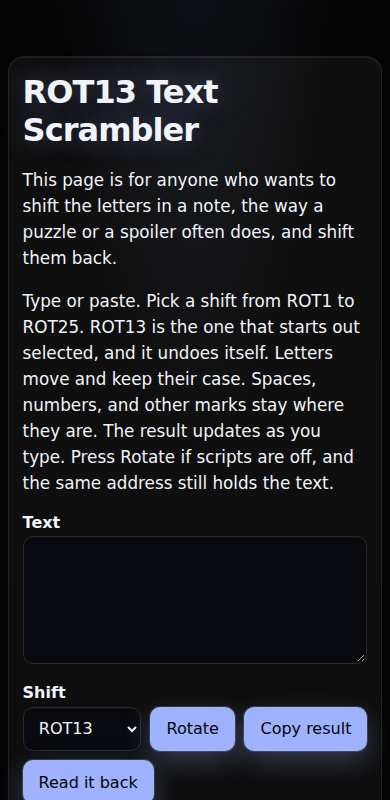 ROT13 Text
Scrambler
This page is for anyone who wants to
shift the letters in a note, the way a
puzzle or a spoiler often does, and shift
them back.
Type or paste. Pick a shift from ROT1 to
ROT25. ROT13 is the one that starts out
selected, and it undoes itself. Letters
move and keep their case. Spaces,
numbers, and other marks stay where
they are. The result updates as you
type. Press Rotate if scripts are off, and
the same address still holds the text.
Text
Shift
ROT13 Rotate Copy result
Read it back